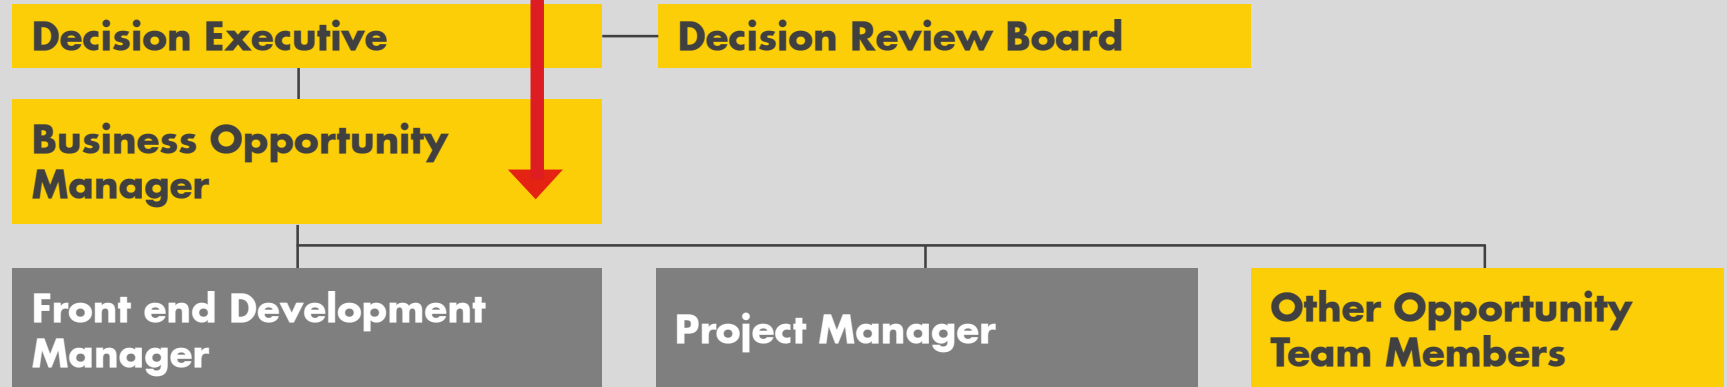 Decision Executive
Decision Review Board
Business Opportunity
Manager
Front end Development
Manager
Project Manager
Other Opportunity
Team Members